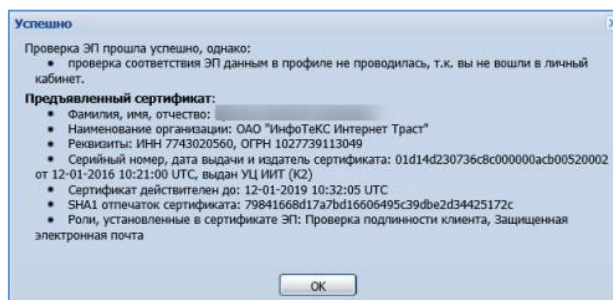 Успешно
Проверка ЭП прошла успешно, однако:
• проверка соответствия ЭП данным в профиле не проводилась, т.к. вы не вошли в личный
кабинет.
Предъявленный сертификат:
• Фамилия, имя, отчество:
• Наименование организации: ОАО "ИнфоТеКС Интернет Траст"
• Реквизиты: ИНН 7743020560, ОГРН 1027739113049
• Серийный номер, дата выдачи и издатель сертификата: 01d14d230736c8c000000acb00520002
от 12-01-2016 10:21:00 UTC, выдан УЦ ИИТ (K2)
• Сертификат действителен до: 12-01-2019 10:32:05 UTC
• SHA1 отпечаток сертификата: 79841668d17a7bd16606495c39dbe2d34425172c
• Роли, установленные в сертификате ЭП: Проверка подлинности клиента, Защищенная
электронная почта
OK